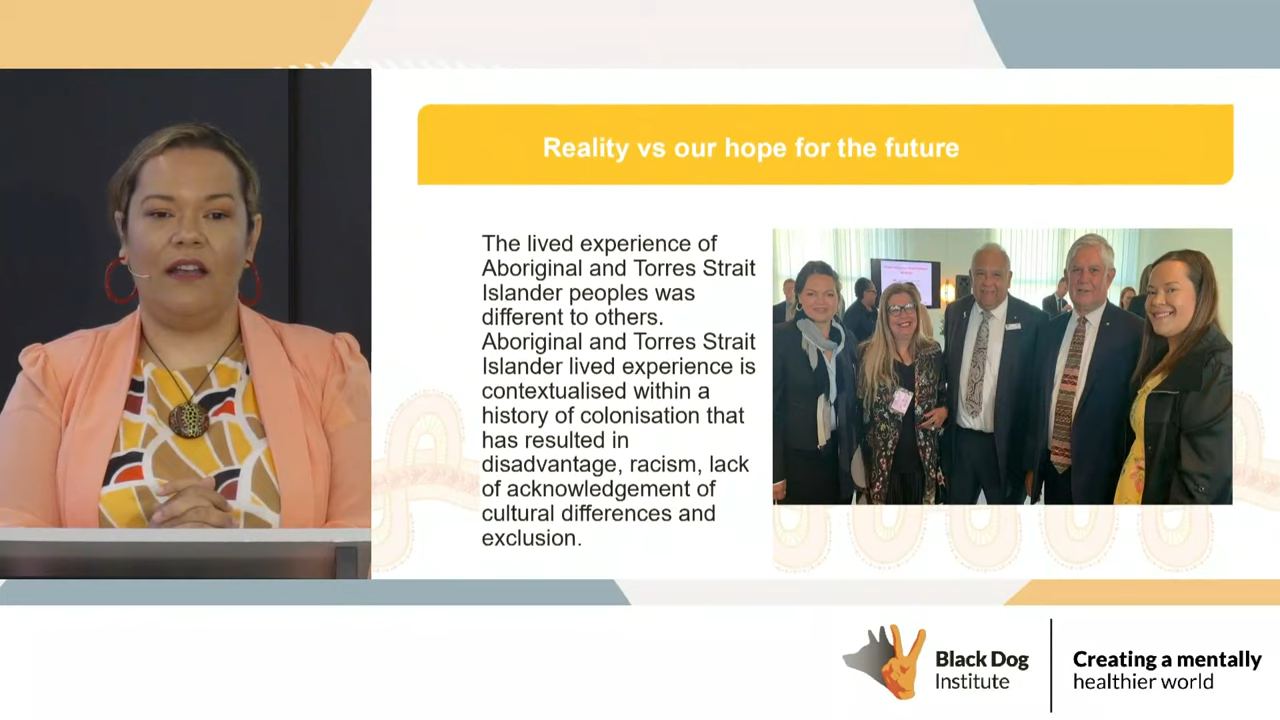 Reality vs our hope for the future
The lived experience of
Aboriginal and Torres Strait
Islander peoples was
different to others.
Aboriginal and Torres Strait
Islander lived experience is
contextualised within a
history of colonisation that
has resulted in
disadvantage, racism, lack
of acknowledgement of
cultural differences and
exclusion.
Black Dog
Institute
Creating a mentally
healthier world